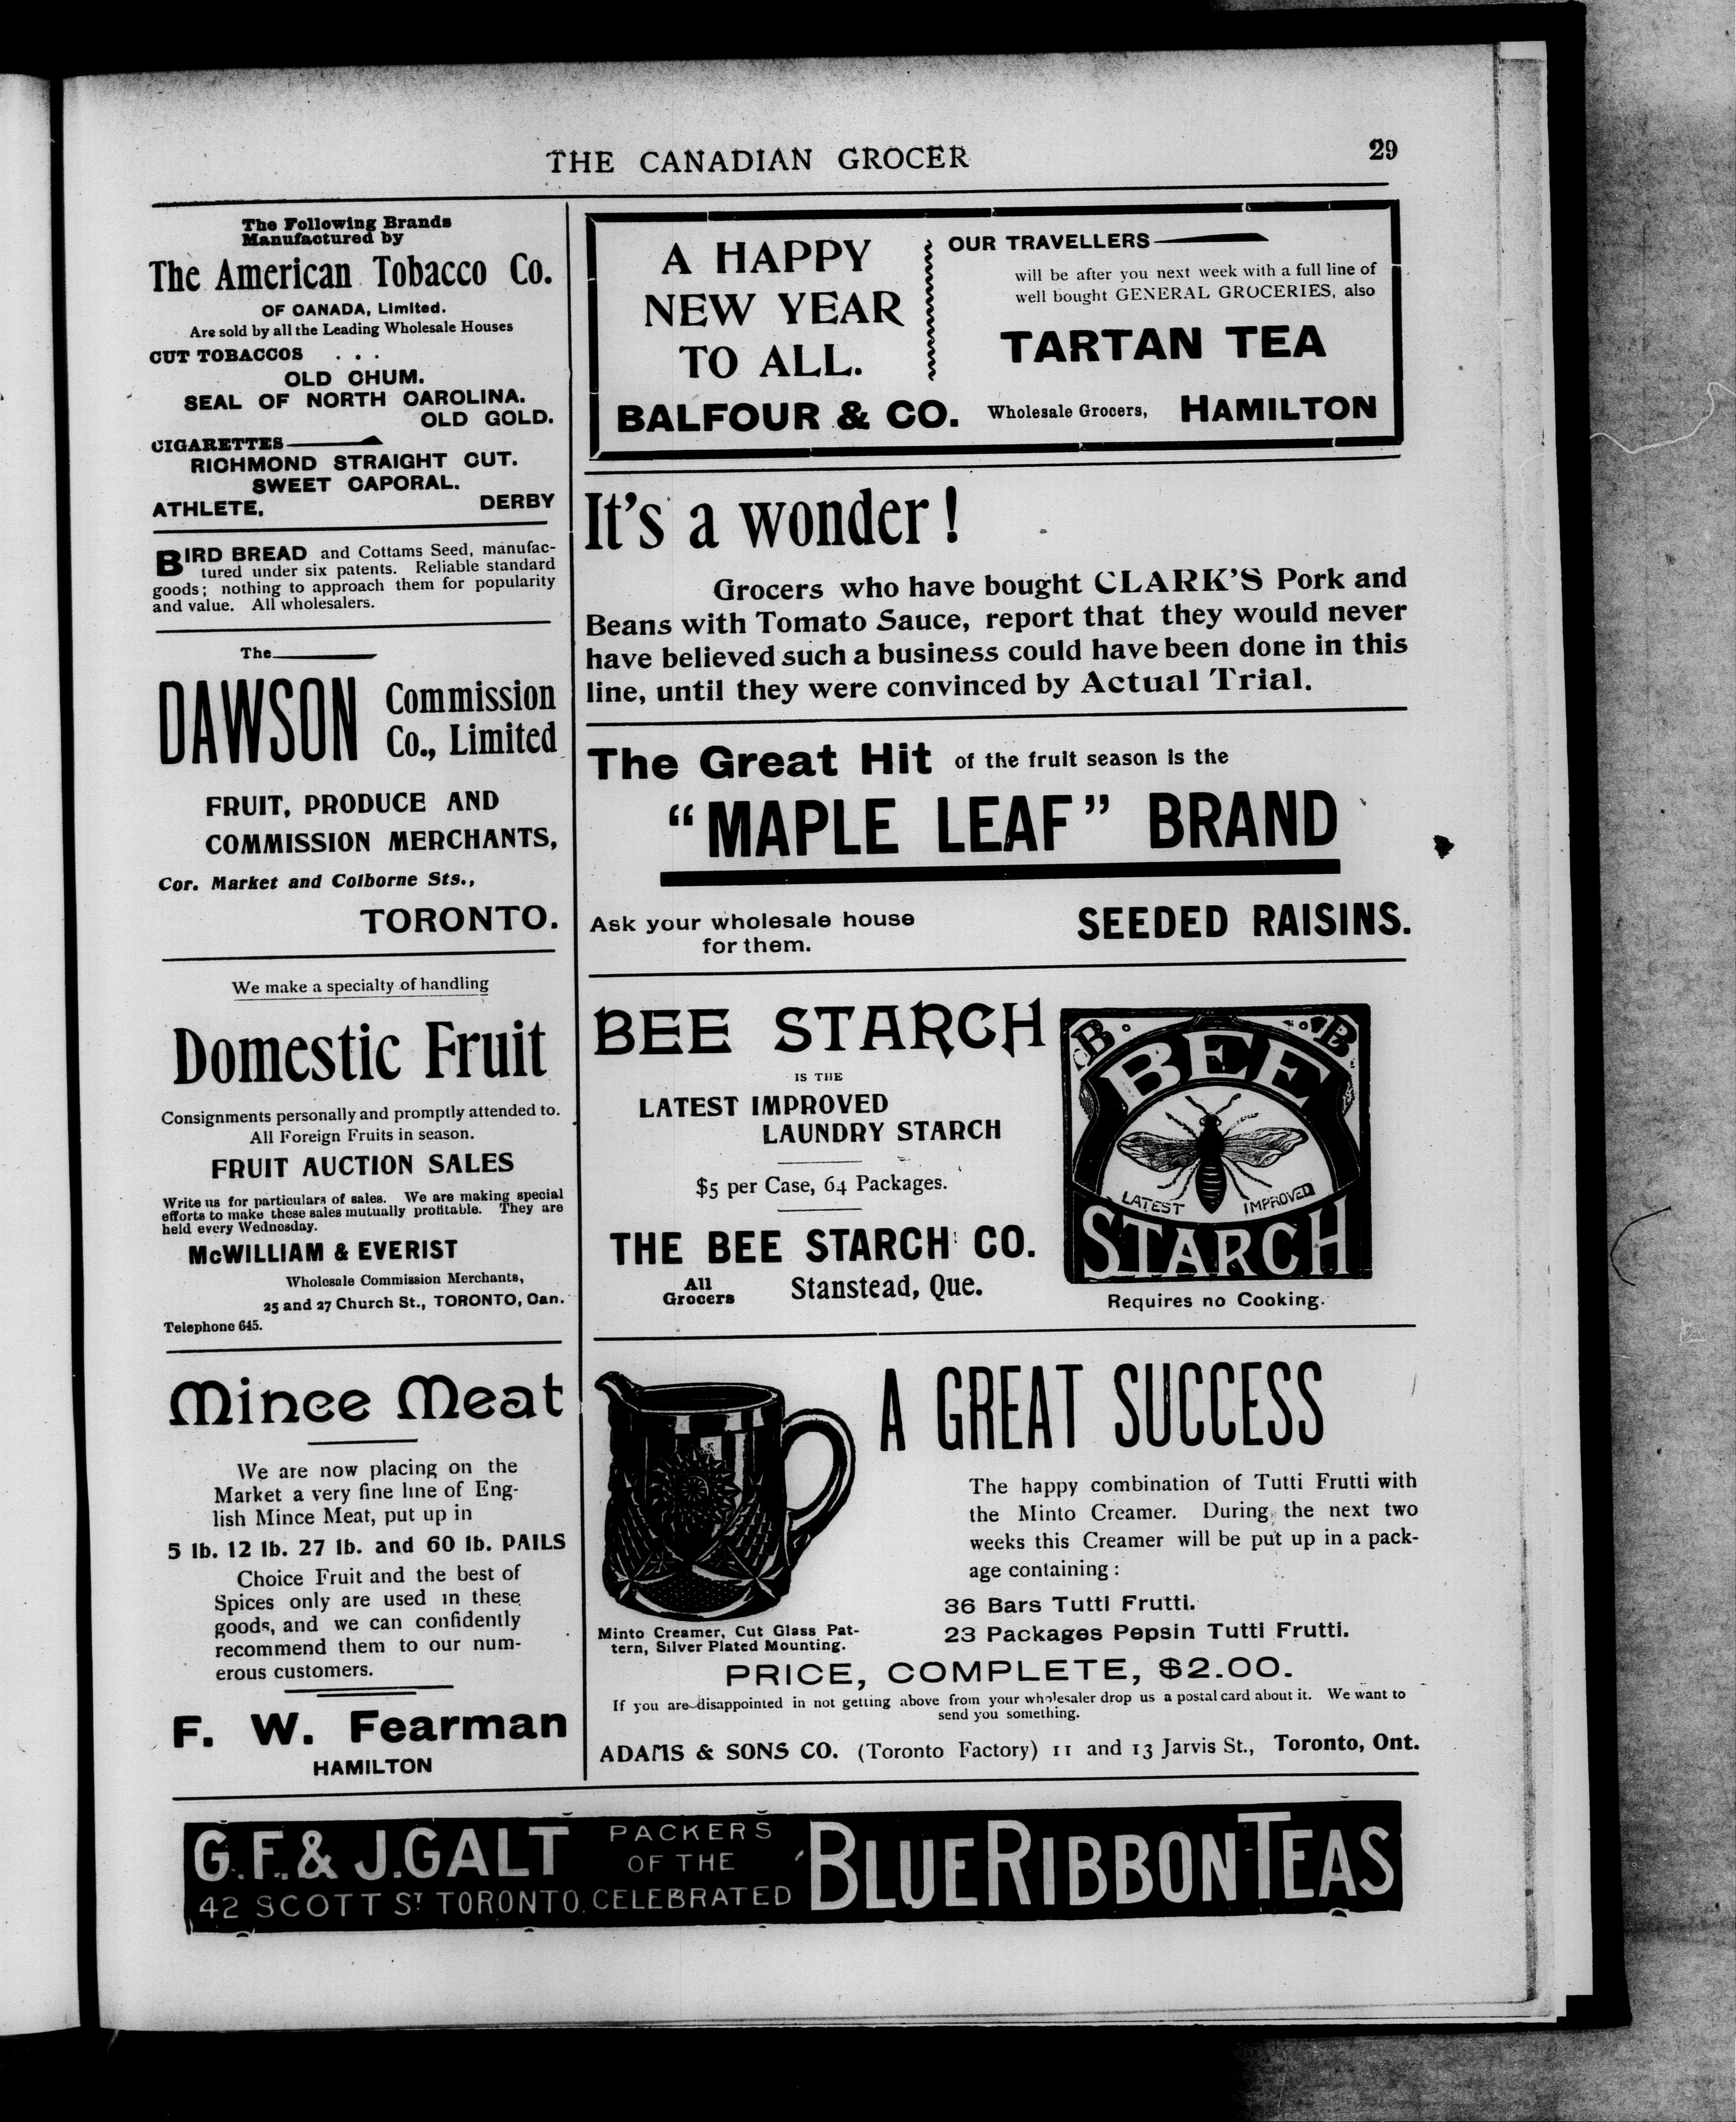 THE CANADIAN GROCER
29
The Following Brands
Manufactured by
The American Tobacco Co.
OF CANADA, Limited.
Are sold by all the Leading Wholesale Houses
CUT TOBACCOS . . .
OLD CHUM.
SEAL OF NORTH CAROLINA.
OLD GOLD.
CIGARETTES
RICHMOND STRAIGHT CUT.
SWEET CAPORAL.
ATHLETE, DERBY
BIRD BREAD and Cottams Seed, manufac-
tured under six patents. Reliable standard
goods; nothing to approach them for popularity
and value. All wholesalers.
The
DAWSON Commission
Co., Limited
FRUIT, PRODUCE AND
COMMISSION MERCHANTS,
Cor. Market and Colborne Sts.,
TORONTO.
We make a specialty of handling
Domestic Fruit
Consignments personally and promptly attended to.
All Foreign Fruits in season.
FRUIT AUCTION SALES
Write us for particulars of sales. We are making special
efforts to make these sales mutually profitable. They are
held every Wednesday.
McWILLIAM & EVERIST
Wholesale Commission Merchants,
25 and 27 Church St., TORONTO, Can.
Telephone 645.
Mince Meat
We are now placing on the
Market a very fine line of Eng-
lish Mince Meat, put up in
5 lb. 12 lb. 27 lb. and 60 lb. PAILS
Choice Fruit and the best of
Spices only are used in these
goods, and we can confidently
recommend them to our num-
erous customers.
F. W. Fearman
HAMILTON
A HAPPY
NEW YEAR
TO ALL.
OUR TRAVELLERS
will be after you next week with a full line of
well bought GENERAL GROCERIES, also
TARTAN TEA
BALFOUR & CO. Wholesale Grocers, HAMILTON
It's a wonder!
Grocers who have bought CLARK'S Pork and
Beans with Tomato Sauce, report that they would never
have believed such a business could have been done in this
line, until they were convinced by Actual Trial.
The Great Hit of the fruit season is the
"MAPLE LEAF" BRAND
Ask your wholesale house
for them.
SEEDED RAISINS.
BEE STARCH
IS THE
LATEST IMPROVED
LAUNDRY STARCH
$5 per Case, 64 Packages.
THE BEE STARCH CO.
All
Grocers
Stanstead, Que.
B. B
BEE
LATEST IMPROVED
STARCH
Requires no Cooking.
A GREAT SUCCESS
The happy combination of Tutti Frutti with
the Minto Creamer. During the next two
weeks this Creamer will be put up in a pack-
age containing:
36 Bars Tutti Frutti.
23 Packages Pepsin Tutti Frutti.
Minto Creamer, Cut Glass Pat-
tern, Silver Plated Mounting.
PRICE, COMPLETE, $2.00.
If you are disappointed in not getting above from your wholesaler drop us a postal card about it. We want to
send you something.
ADAMS & SONS CO. (Toronto Factory) 11 and 13 Jarvis St., Toronto, Ont.
G.F. & J. GALT
42 SCOTT ST TORONTO.
PACKERS
OF THE
CELEBRATED
BLUE RIBBON TEAS